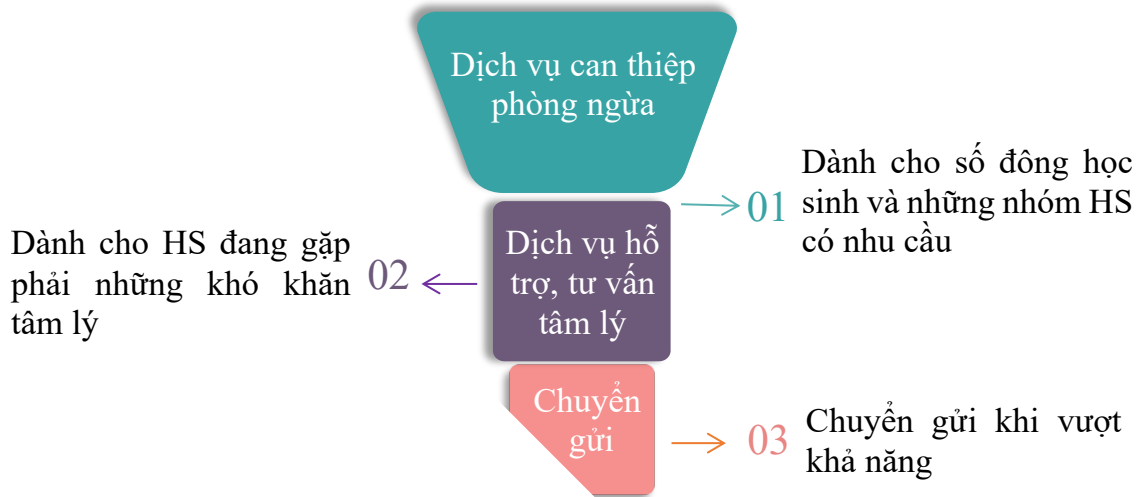 Dịch vụ can thiệp
phòng ngừa
01
Dành cho số đông học
sinh và những nhóm HS
có nhu cầu
Dịch vụ hỗ
trợ, tư vấn
tâm lý
02
Dành cho HS đang gặp
phải những khó khăn
tâm lý
Chuyển
gửi
03
Chuyển gửi khi vượt
khả năng